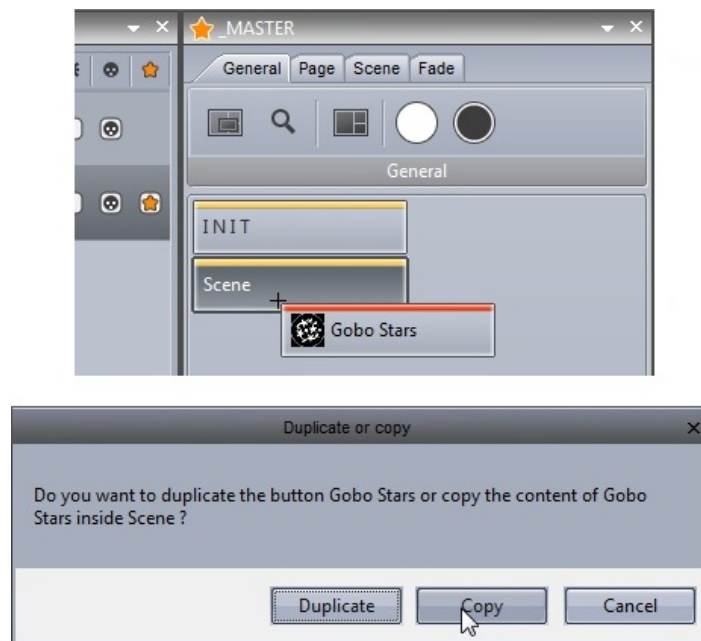 _MASTER
General Page Scene Fade
General
INIT
Scene
Gobo Stars
Duplicate or copy
Do you want to duplicate the button Gobo Stars or copy the content of Gobo
Stars inside Scene ?
Duplicate Copy Cancel